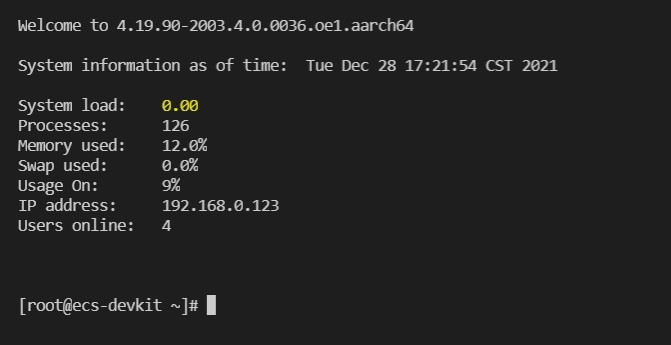 Welcome to 4.19.90-2003.4.0.0036.oe1.aarch64
System information as of time:  Tue Dec 28 17:21:54 CST 2021
System load:    0.00
Processes:      126
Memory used:    12.0%
Swap used:      0.0%
Usage On:       9%
IP address:     192.168.0.123
Users online:   4
[root@ecs-devkit ~]#